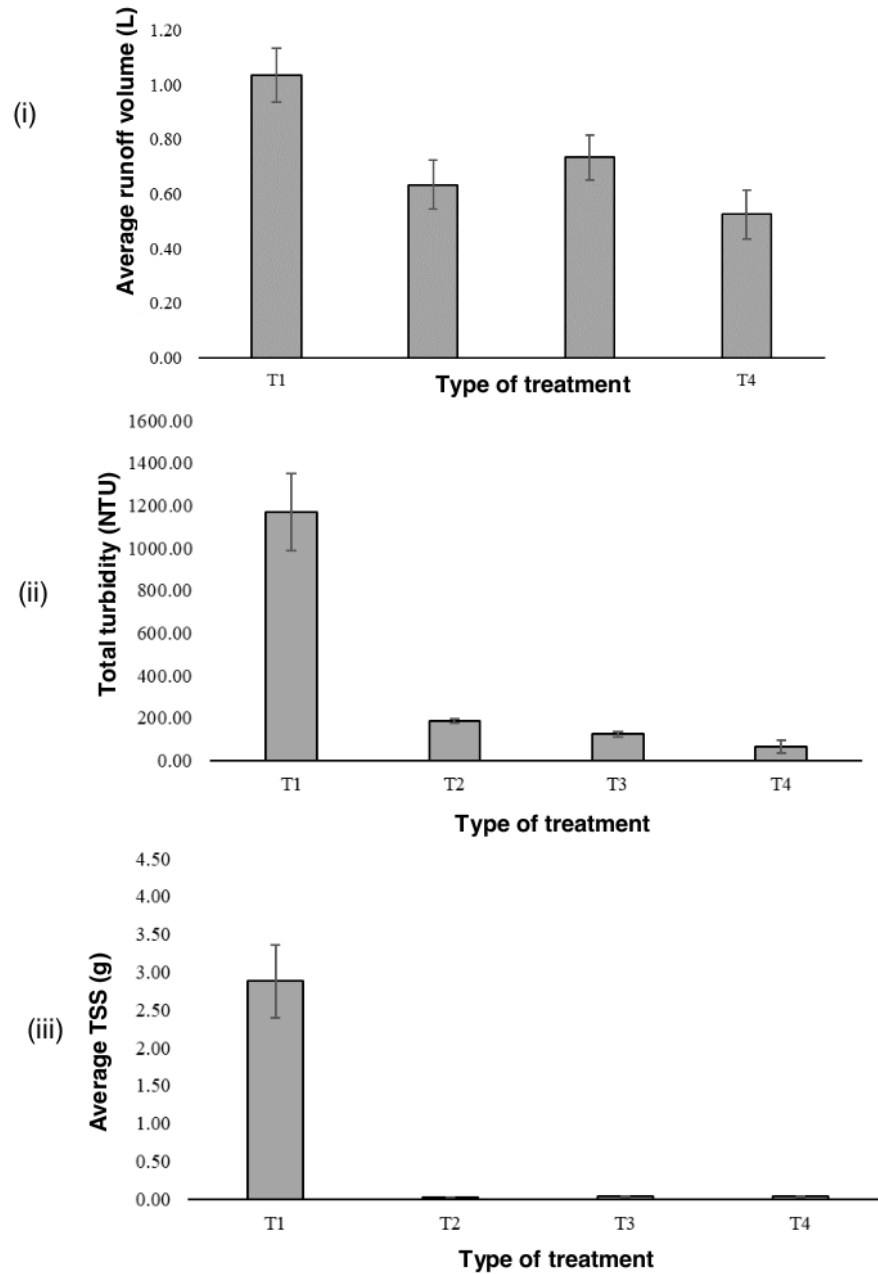 (i)
Average runoff volume (L)
1.20
1.00
0.80
0.60
0.40
0.20
0.00
T1
T4
Type of treatment
(ii)
Total turbidity (NTU)
1600.00
1400.00
1200.00
1000.00
800.00
600.00
400.00
200.00
0.00
T1 T2 T3 T4
Type of treatment
(iii)
Average TSS (g)
4.50
4.00
3.50
3.00
2.50
2.00
1.50
1.00
0.50
0.00
T1 T2 T3 T4
Type of treatment